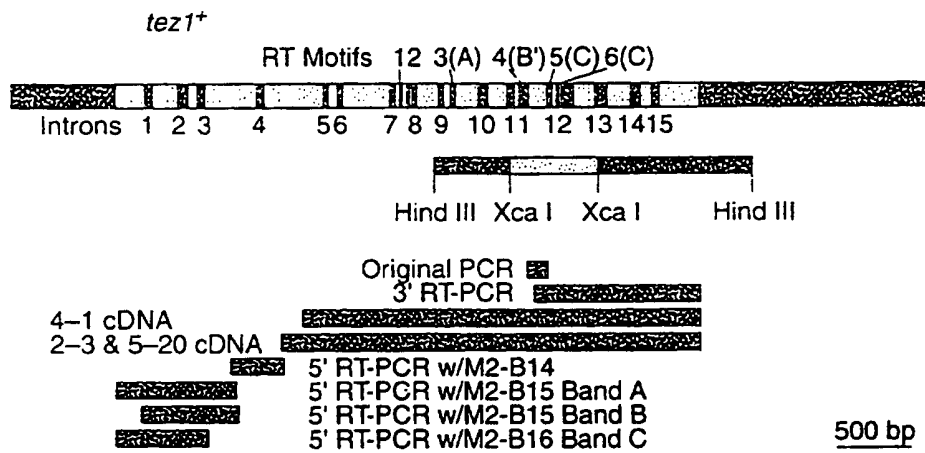 tez1+
RT Motifs 12 3(A) 4(B') 5(C) 6(C)
Introns 1 2 3 4 5 6 7 8 9 10 11 12 13 14 15
Hind III Xca I Xca I Hind III
Original PCR
3' RT-PCR
4–1 cDNA
2–3 & 5–20 cDNA
5' RT-PCR w/M2-B14
5' RT-PCR w/M2-B15 Band A
5' RT-PCR w/M2-B15 Band B
5' RT-PCR w/M2-B16 Band C
500 bp